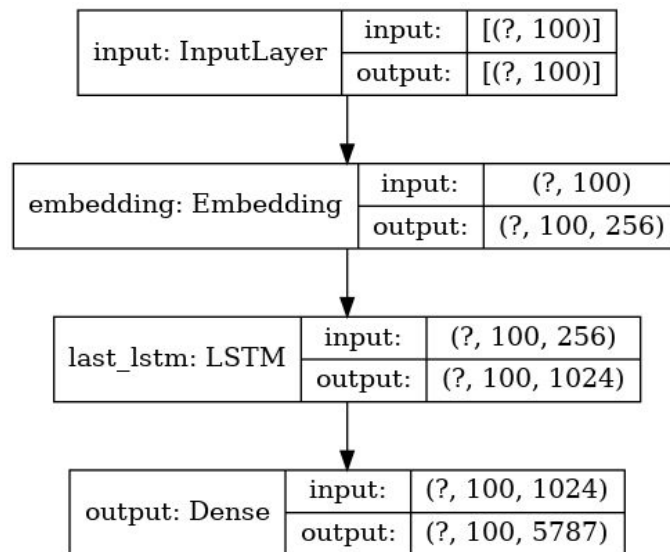 input: InputLayer
input: [(?, 100)]
output: [(?, 100)]
embedding: Embedding
input: (?, 100)
output: (?, 100, 256)
last_lstm: LSTM
input: (?, 100, 256)
output: (?, 100, 1024)
output: Dense
input: (?, 100, 1024)
output: (?, 100, 5787)